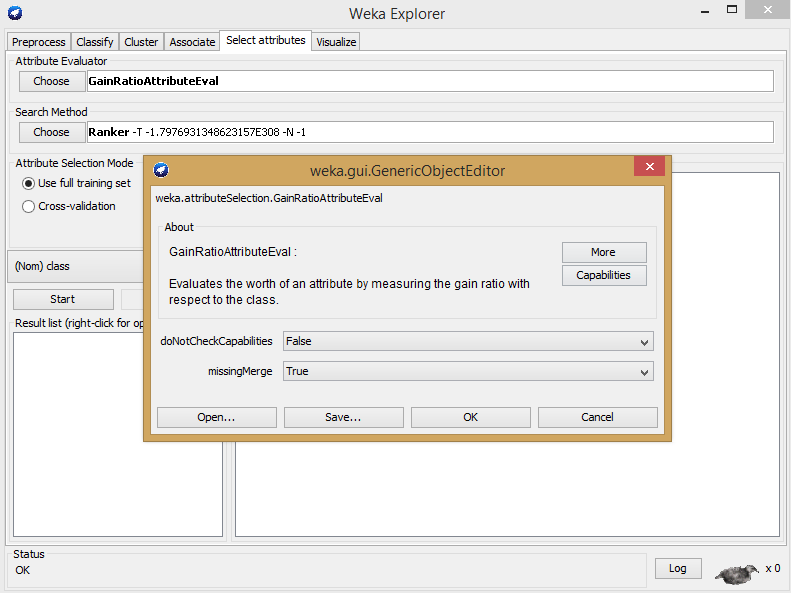 Weka Explorer
Preprocess Classify Cluster Associate Select attributes Visualize
Attribute Evaluator
Choose GainRatioAttributeEval
Search Method
Choose Ranker -T -1.7976931348623157E308 -N -1
Attribute Selection Mode
Use full training set
Cross-validation
(Nom) class
Start
Result list (right-click for op
weka.gui.GenericObjectEditor
weka.attributeSelection.GainRatioAttributeEval
About
GainRatioAttributeEval :
More
Capabilities
Evaluates the worth of an attribute by measuring the gain ratio with
respect to the class.
doNotCheckCapabilities False
missingMerge True
Open... Save... OK Cancel
Status
OK
Log x 0